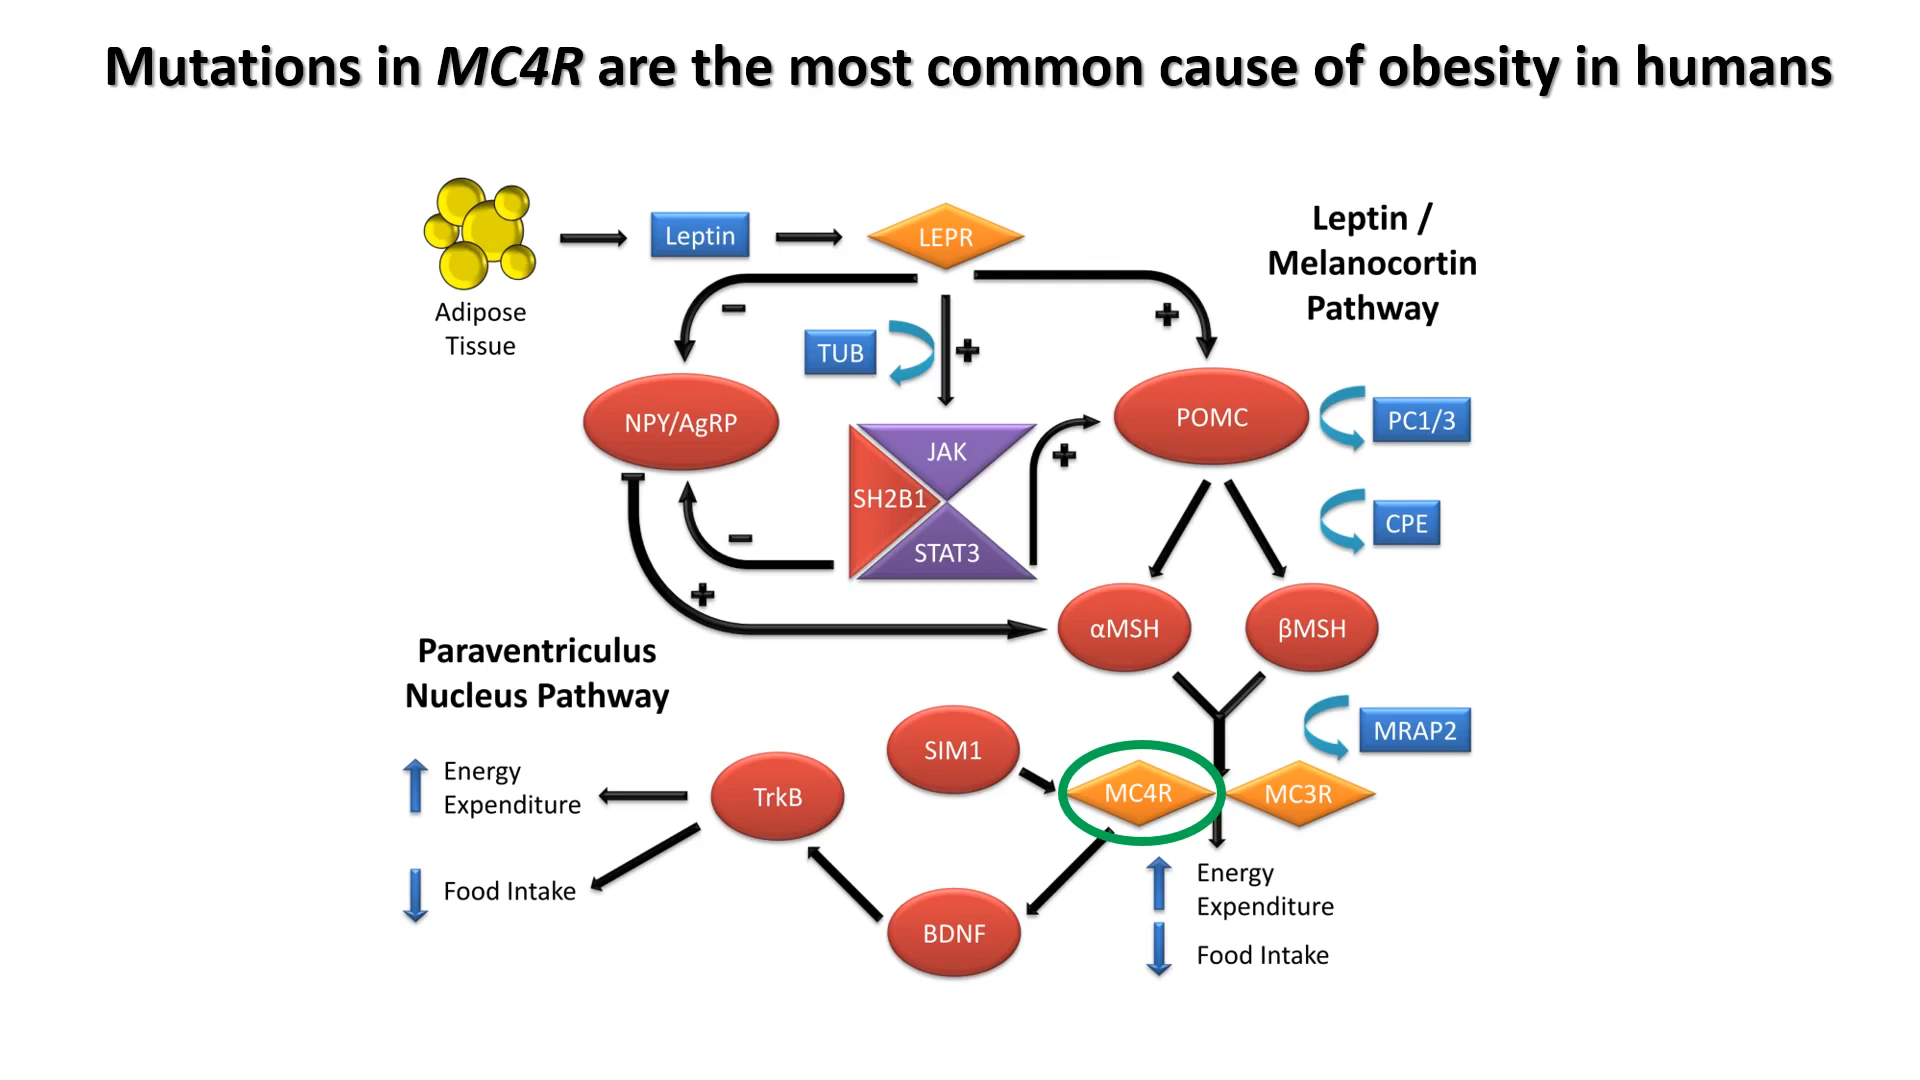 Mutations in MC4R are the most common cause of obesity in humans
Leptin /
Melanocortin
Pathway
Leptin
LEPR
Adipose
Tissue
−
+
TUB
+
NPY/AgRP
POMC
PC1/3
JAK
+
SH2B1
CPE
STAT3
−
+
αMSH
βMSH
Paraventriculus
Nucleus Pathway
MRAP2
SIM1
Energy
Expenditure
TrkB
MC4R
MC3R
Food Intake
Energy
Expenditure
BDNF
Food Intake